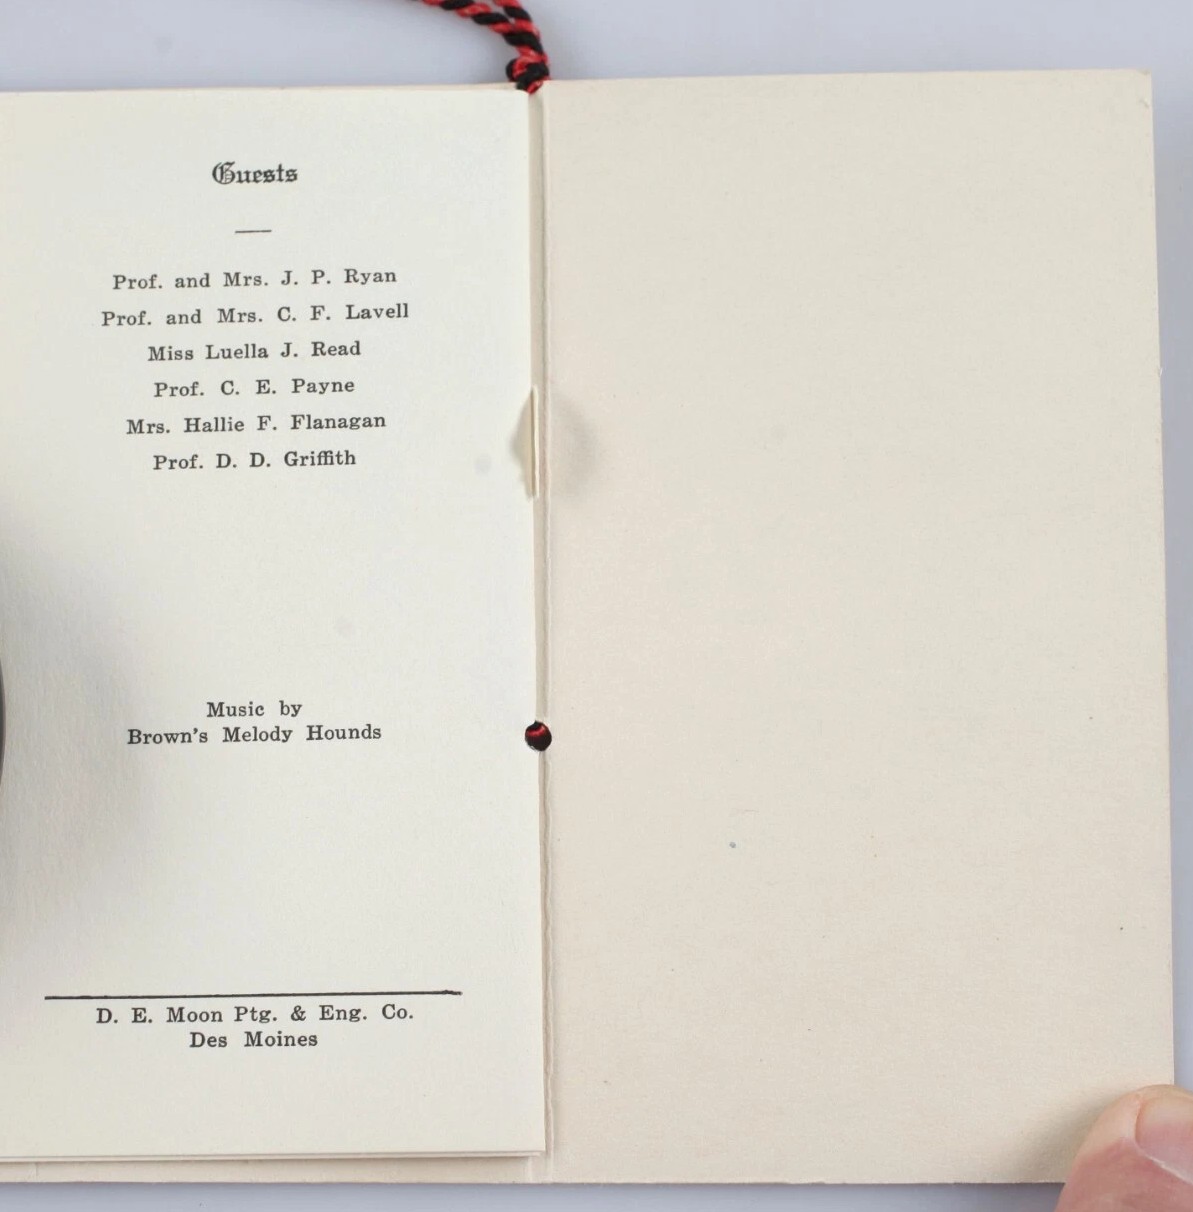 Guests
Prof. and Mrs. J. P. Ryan
Prof. and Mrs. C. F. Lavell
Miss Luella J. Read
Prof. C. E. Payne
Mrs. Hallie F. Flanagan
Prof. D. D. Griffith
Music by
Brown's Melody Hounds
D. E. Moon Ptg. & Eng. Co.
Des Moines